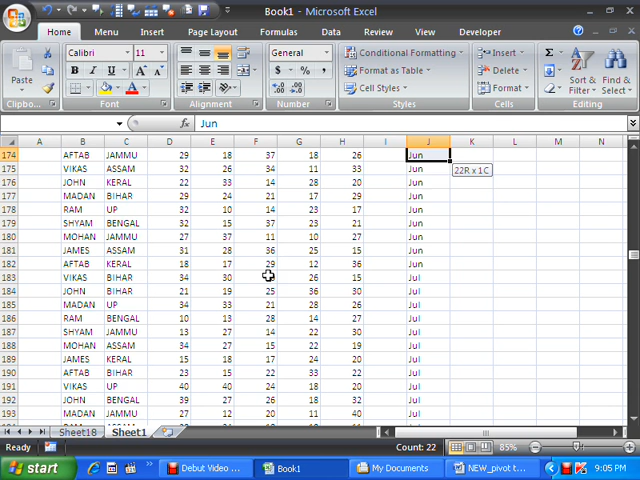 Book1 - Microsoft Excel
Home Menu Insert Page Layout Formulas Data Review View Developer
Paste
Calibri 11
General
Conditional Formatting
Format as Table
Cell Styles
Insert
Delete
Format
Sort & Filter
Find & Select
Clipbo... Font Alignment Number Styles Cells Editing
fx Jun
A B C D E F G H I J K L M N
174 AFTAB JAMMU 29 18 37 18 26 Jun
175 VIKAS ASSAM 32 26 34 11 33 Jun
22R x 1C
176 JOHN KERAL 22 33 14 28 20 Jun
177 MADAN BIHAR 29 24 21 17 29 Jun
178 RAM UP 32 10 14 23 17 Jun
179 SHYAM BENGAL 32 15 37 23 21 Jun
180 MOHAN JAMMU 27 37 11 10 27 Jun
181 JAMES ASSAM 31 28 36 25 15 Jun
182 AFTAB KERAL 18 17 29 12 36 Jun
183 VIKAS BIHAR 34 30 26 15 Jul
184 JOHN BIHAR 21 19 25 36 30 Jul
185 MADAN UP 34 33 21 28 26 Jul
186 RAM BENGAL 10 13 28 14 27 Jul
187 SHYAM JAMMU 13 27 14 22 30 Jul
188 MOHAN ASSAM 34 27 15 22 19 Jul
189 JAMES KERAL 15 18 17 24 20 Jul
190 AFTAB BIHAR 23 15 22 33 22 Jul
191 VIKAS UP 40 40 24 18 20 Jul
192 JOHN BENGAL 39 27 26 18 32 Jul
193 MADAN JAMMU 27 12 20 11 40 Jul
Sheet18 Sheet1
Ready Count: 22 85%
start Debut Video ... Book1 My Documents NEW_pivot t... 9:05 PM